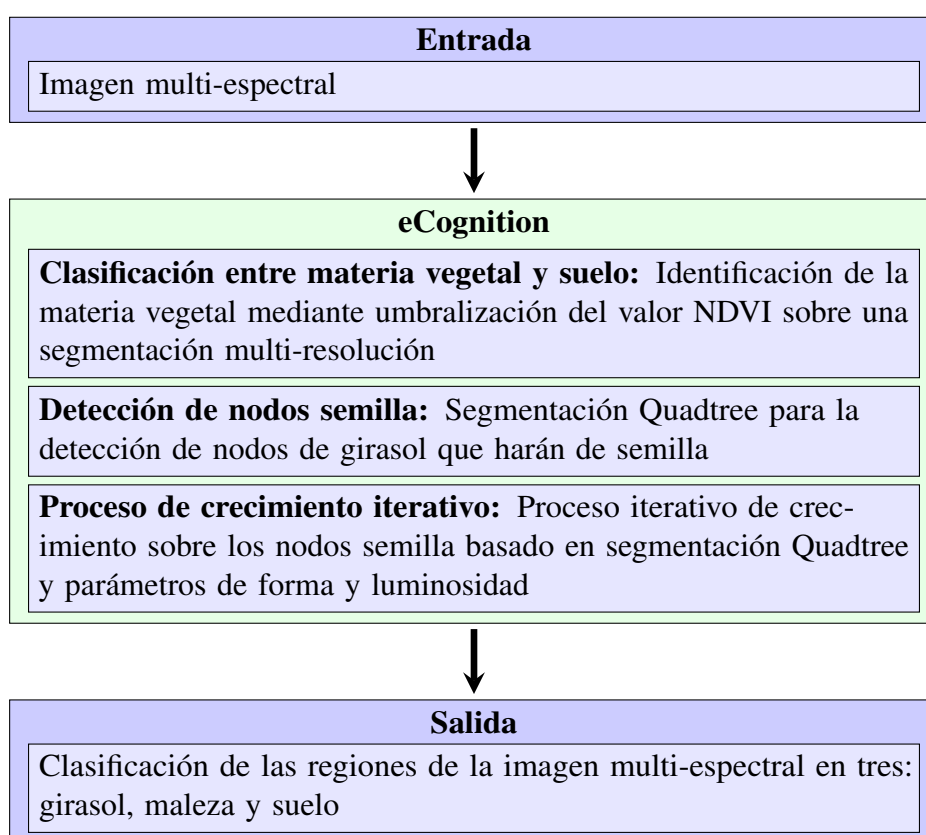 Entrada
Imagen multi-espectral
eCognition
Clasificación entre materia vegetal y suelo: Identificación de la
materia vegetal mediante umbralización del valor NDVI sobre una
segmentación multi-resolución
Detección de nodos semilla: Segmentación Quadtree para la
detección de nodos de girasol que harán de semilla
Proceso de crecimiento iterativo: Proceso iterativo de crec-
imiento sobre los nodos semilla basado en segmentación Quadtree
y parámetros de forma y luminosidad
Salida
Clasificación de las regiones de la imagen multi-espectral en tres:
girasol, maleza y suelo